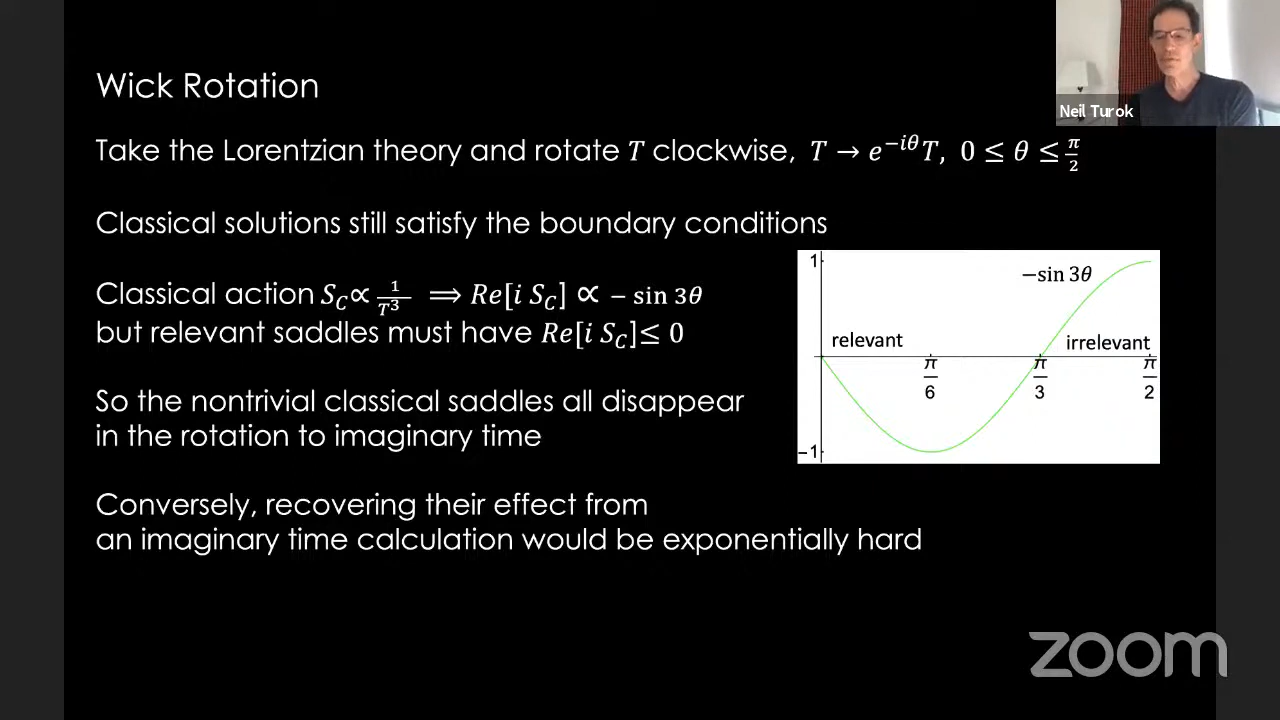 Neil Turok
Wick Rotation
Take the Lorentzian theory and rotate T clockwise, T → e^{-iθ}T, 0 ≤ θ ≤ π/2
Classical solutions still satisfy the boundary conditions
Classical action S_C ∝ 1/T^3 ⟹ Re[i S_C] ∝ − sin 3θ
but relevant saddles must have Re[i S_C] ≤ 0
So the nontrivial classical saddles all disappear
in the rotation to imaginary time
Conversely, recovering their effect from
an imaginary time calculation would be exponentially hard
1
−sin 3θ
relevant
irrelevant
π/6
π/3
π/2
−1
zoom